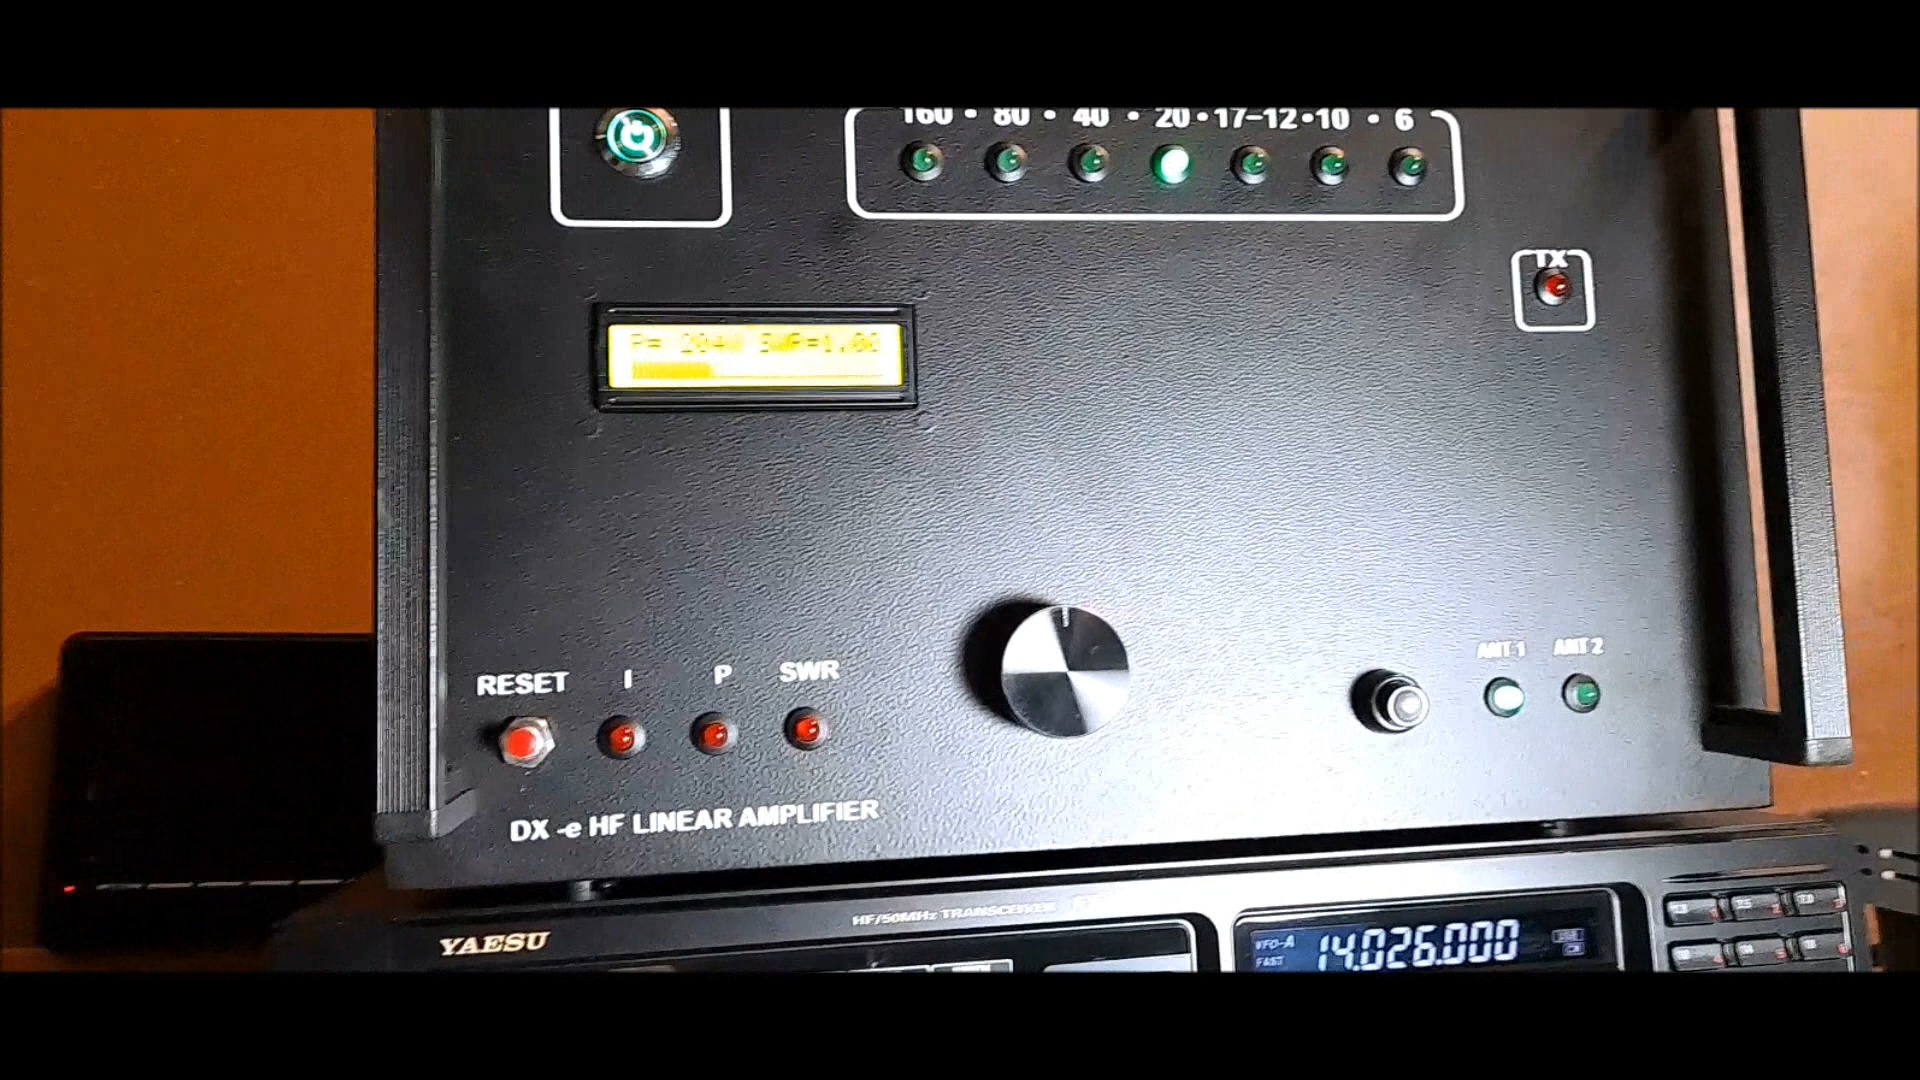 160 • 80 • 40 • 20 • 17-12 • 10 • 6
TX
P= 204W SWR=1.00
ANT 1 ANT 2
RESET I P SWR
DX -e HF LINEAR AMPLIFIER
HF/50MHz TRANSCEIVER
YAESU
VFO-A 14.026.000
FAST